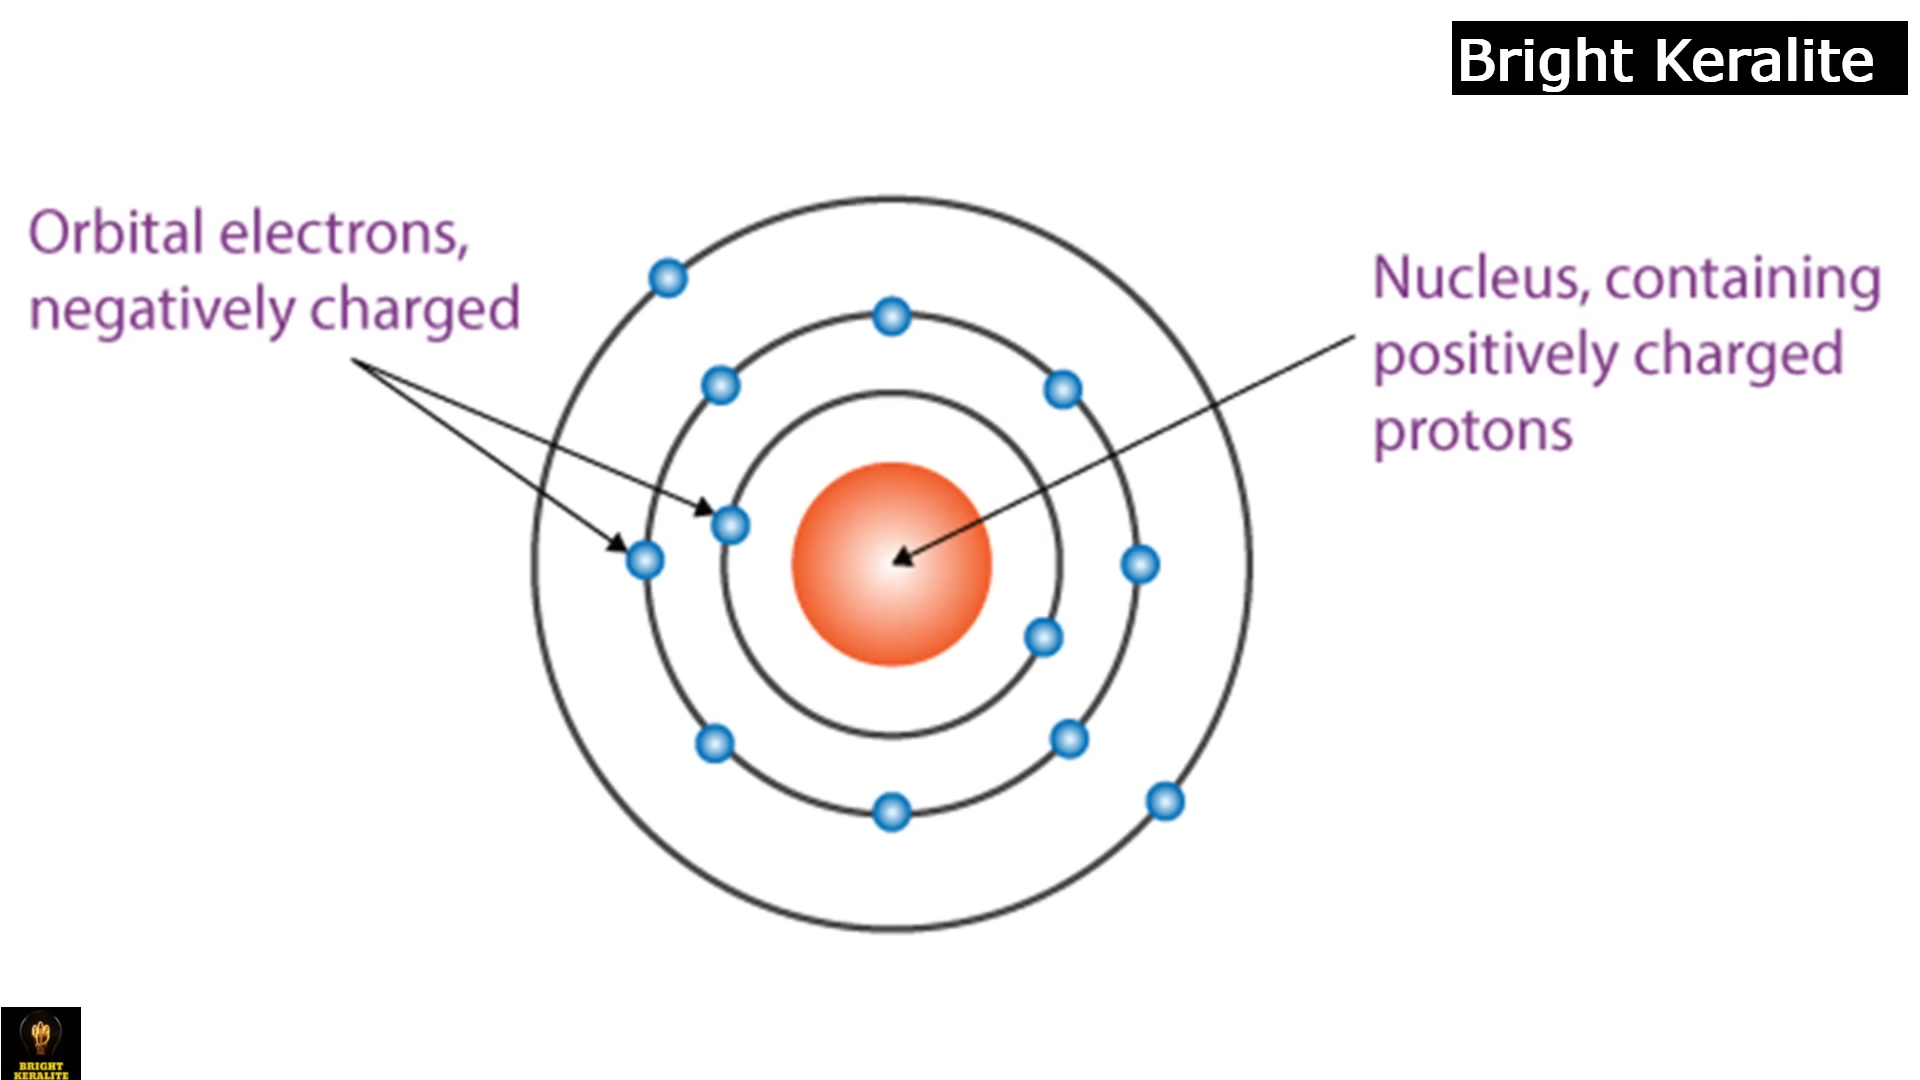 Bright Keralite
Orbital electrons,
negatively charged
Nucleus, containing
positively charged
protons
BRIGHT
KERALITE